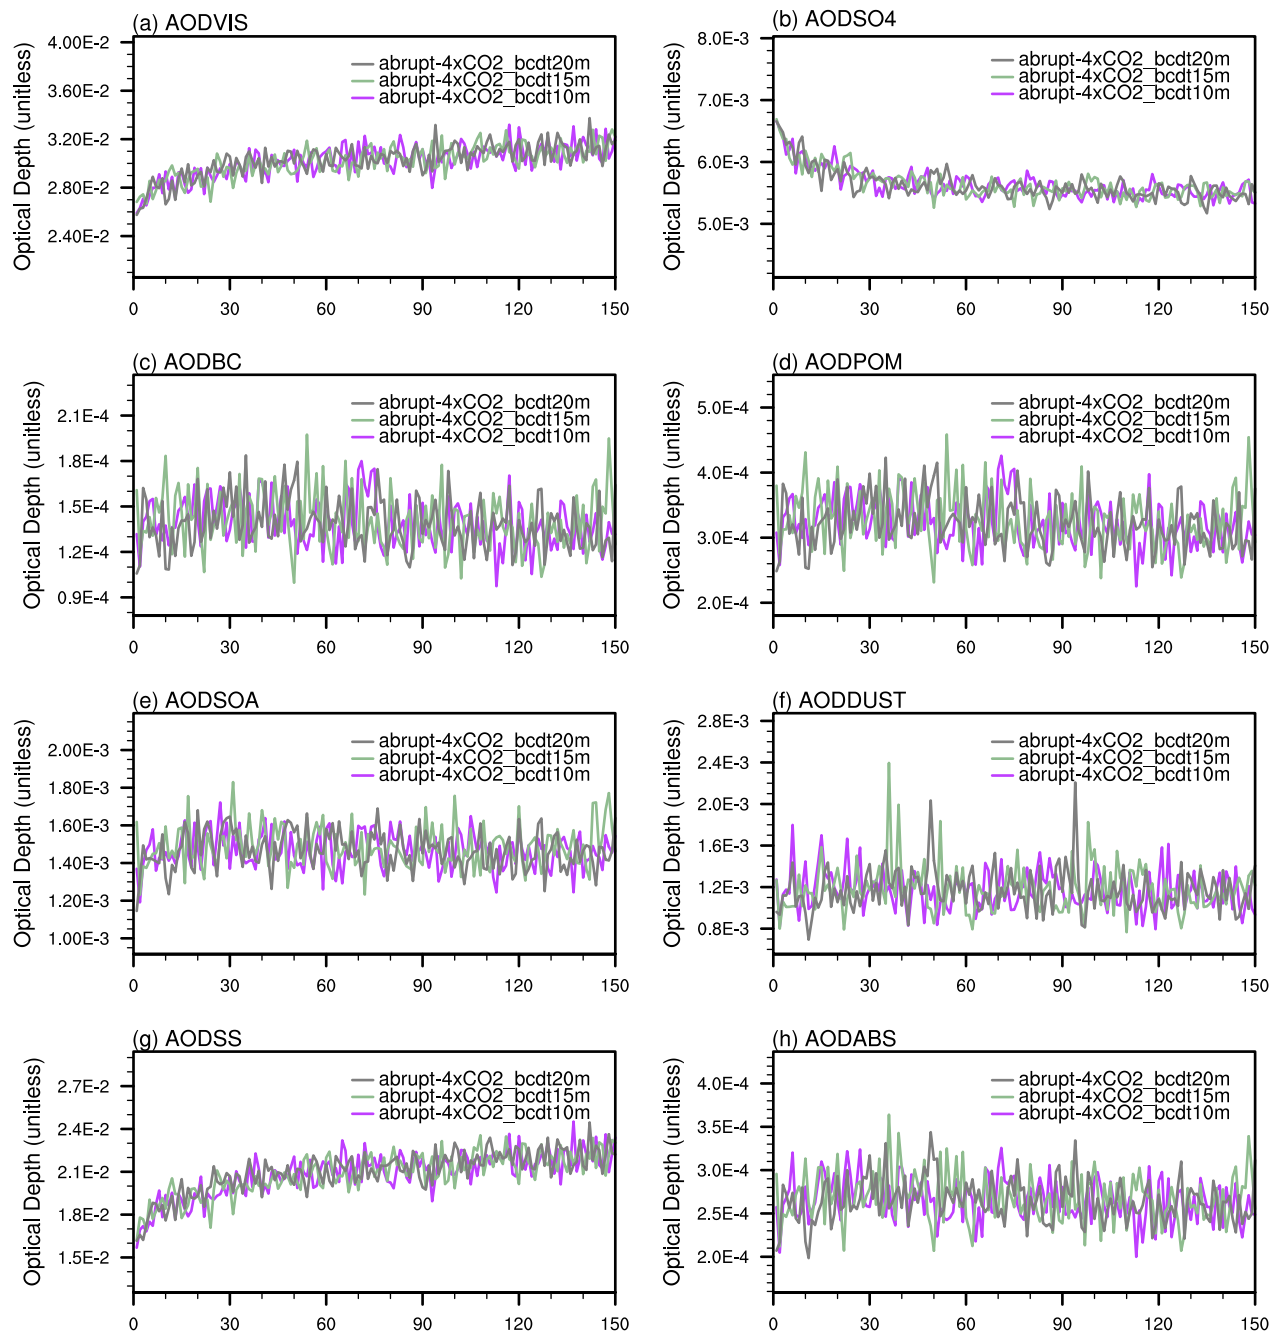 (a) AODVIS
Optical Depth (unitless)
4.00E-2
3.60E-2
3.20E-2
2.80E-2
2.40E-2
abrupt-4xCO2_bcdt20m
abrupt-4xCO2_bcdt15m
abrupt-4xCO2_bcdt10m
0 30 60 90 120 150
(b) AODSO4
Optical Depth (unitless)
8.0E-3
7.0E-3
6.0E-3
5.0E-3
abrupt-4xCO2_bcdt20m
abrupt-4xCO2_bcdt15m
abrupt-4xCO2_bcdt10m
0 30 60 90 120 150
(c) AODBC
Optical Depth (unitless)
2.1E-4
1.8E-4
1.5E-4
1.2E-4
0.9E-4
abrupt-4xCO2_bcdt20m
abrupt-4xCO2_bcdt15m
abrupt-4xCO2_bcdt10m
0 30 60 90 120 150
(d) AODPOM
Optical Depth (unitless)
5.0E-4
4.0E-4
3.0E-4
2.0E-4
abrupt-4xCO2_bcdt20m
abrupt-4xCO2_bcdt15m
abrupt-4xCO2_bcdt10m
0 30 60 90 120 150
(e) AODSOA
Optical Depth (unitless)
2.00E-3
1.80E-3
1.60E-3
1.40E-3
1.20E-3
1.00E-3
abrupt-4xCO2_bcdt20m
abrupt-4xCO2_bcdt15m
abrupt-4xCO2_bcdt10m
0 30 60 90 120 150
(f) AODDUST
Optical Depth (unitless)
2.8E-3
2.4E-3
2.0E-3
1.6E-3
1.2E-3
0.8E-3
abrupt-4xCO2_bcdt20m
abrupt-4xCO2_bcdt15m
abrupt-4xCO2_bcdt10m
0 30 60 90 120 150
(g) AODSS
Optical Depth (unitless)
2.7E-2
2.4E-2
2.1E-2
1.8E-2
1.5E-2
abrupt-4xCO2_bcdt20m
abrupt-4xCO2_bcdt15m
abrupt-4xCO2_bcdt10m
0 30 60 90 120 150
(h) AODABS
Optical Depth (unitless)
4.0E-4
3.5E-4
3.0E-4
2.5E-4
2.0E-4
abrupt-4xCO2_bcdt20m
abrupt-4xCO2_bcdt15m
abrupt-4xCO2_bcdt10m
0 30 60 90 120 150